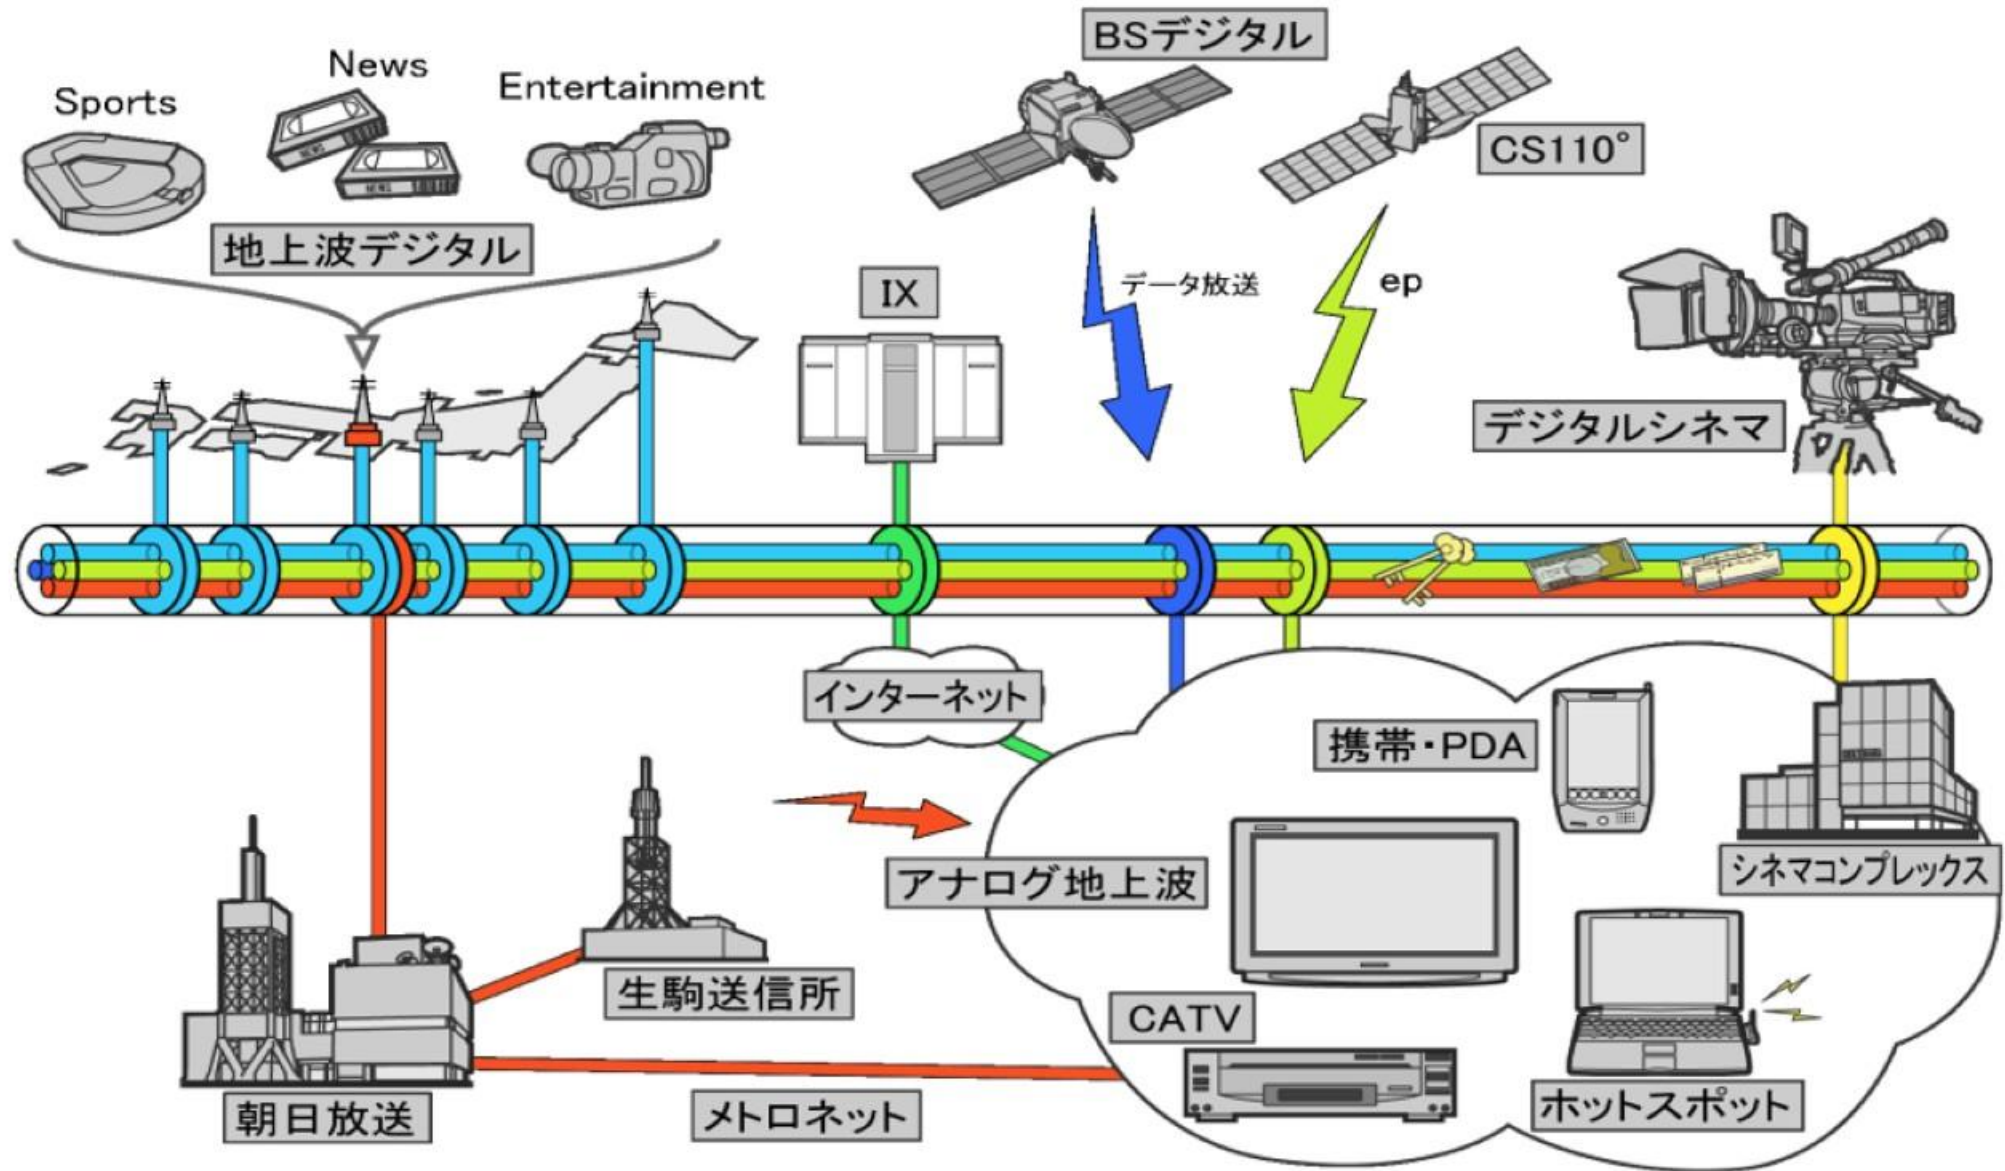 BSデジタル
News
Entertainment
Sports
CS110°
NEWS
NEWS
地上波デジタル
IX
データ放送
ep
デジタルシネマ
インターネット
携帯・PDA
アナログ地上波
シネマコンプレックス
生駒送信所
CATV
朝日放送
メトロネット
ホットスポット